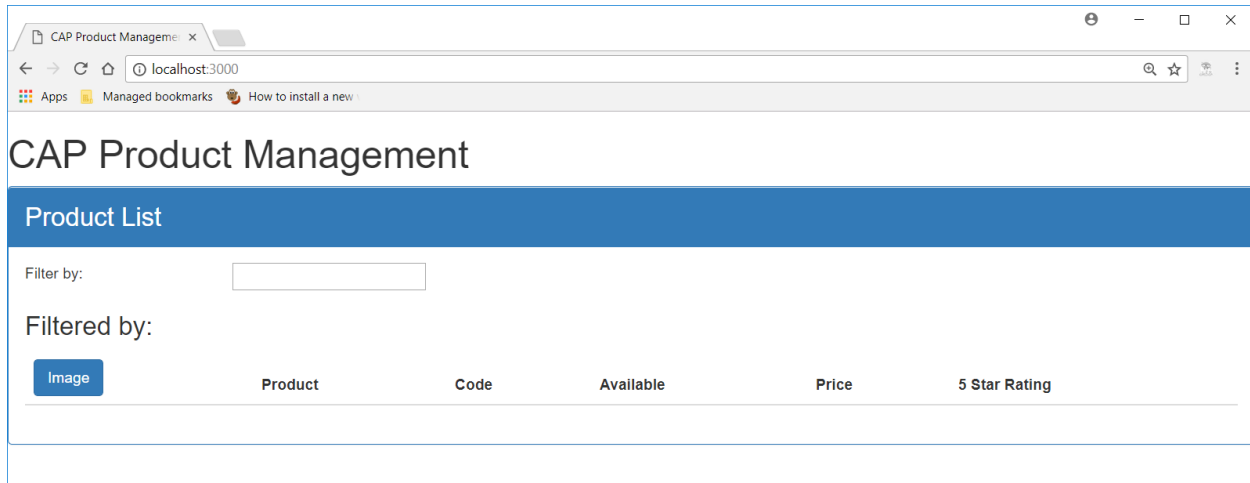 CAP Product Managemer
localhost:3000
Apps Managed bookmarks How to install a new
CAP Product Management
Product List
Filter by:
Filtered by:
Image Product Code Available Price 5 Star Rating